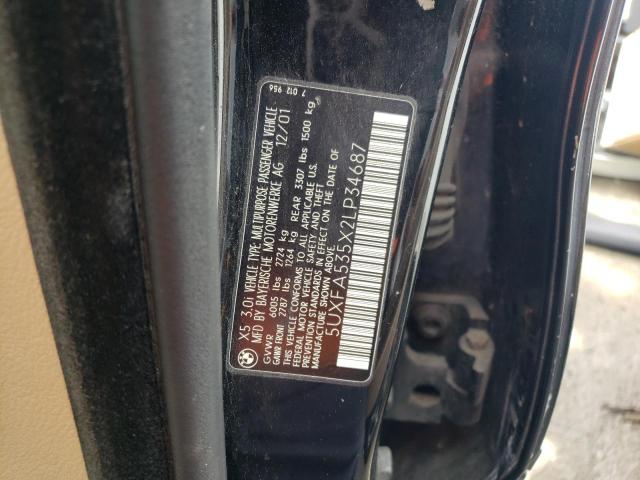 7 012 956
X5 3.0i VEHICLE TYPE: MULTIPURPOSE PASSENGER VEHICLE
MFD BY BAYERISCHE MOTORENWERKE AG 12/01
GVWR 6005 lbs 2724 kg
GAWR FRONT 2787 lbs 1264 kg REAR 3307 lbs 1500 kg
THIS VEHICLE CONFORMS TO ALL APPLICABLE U.S.
FEDERAL MOTOR VEHICLE SAFETY AND THEFT
PREVENTION STANDARDS IN EFFECT ON THE DATE OF
MANUFACTURE SHOWN ABOVE.
5UXFA535X2LP34687